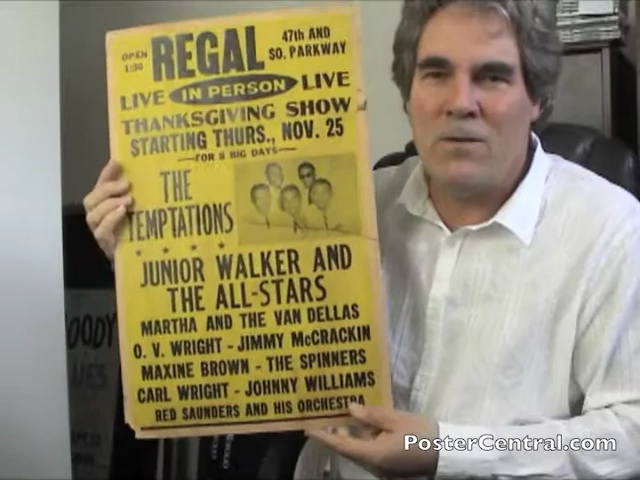 OPEN 1:30 REGAL 47th AND SO. PARKWAY
LIVE IN PERSON LIVE
THANKSGIVING SHOW
STARTING THURS., NOV. 25
FOR 8 BIG DAYS
THE
TEMPTATIONS
JUNIOR WALKER AND
THE ALL-STARS
MARTHA AND THE VAN DELLAS
O. V. WRIGHT - JIMMY McCRACKIN
MAXINE BROWN - THE SPINNERS
CARL WRIGHT - JOHNNY WILLIAMS
RED SAUNDERS AND HIS ORCHESTRA
OODY
PosterCentral.com